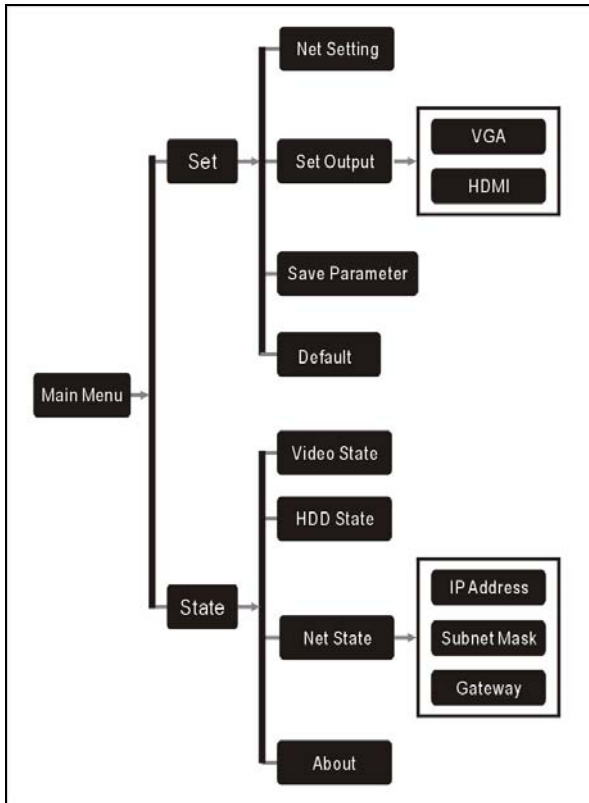 Main Menu
Set
Net Setting
Set Output
VGA
HDMI
Save Parameter
Default
State
Video State
HDD State
Net State
IP Address
Subnet Mask
Gateway
About